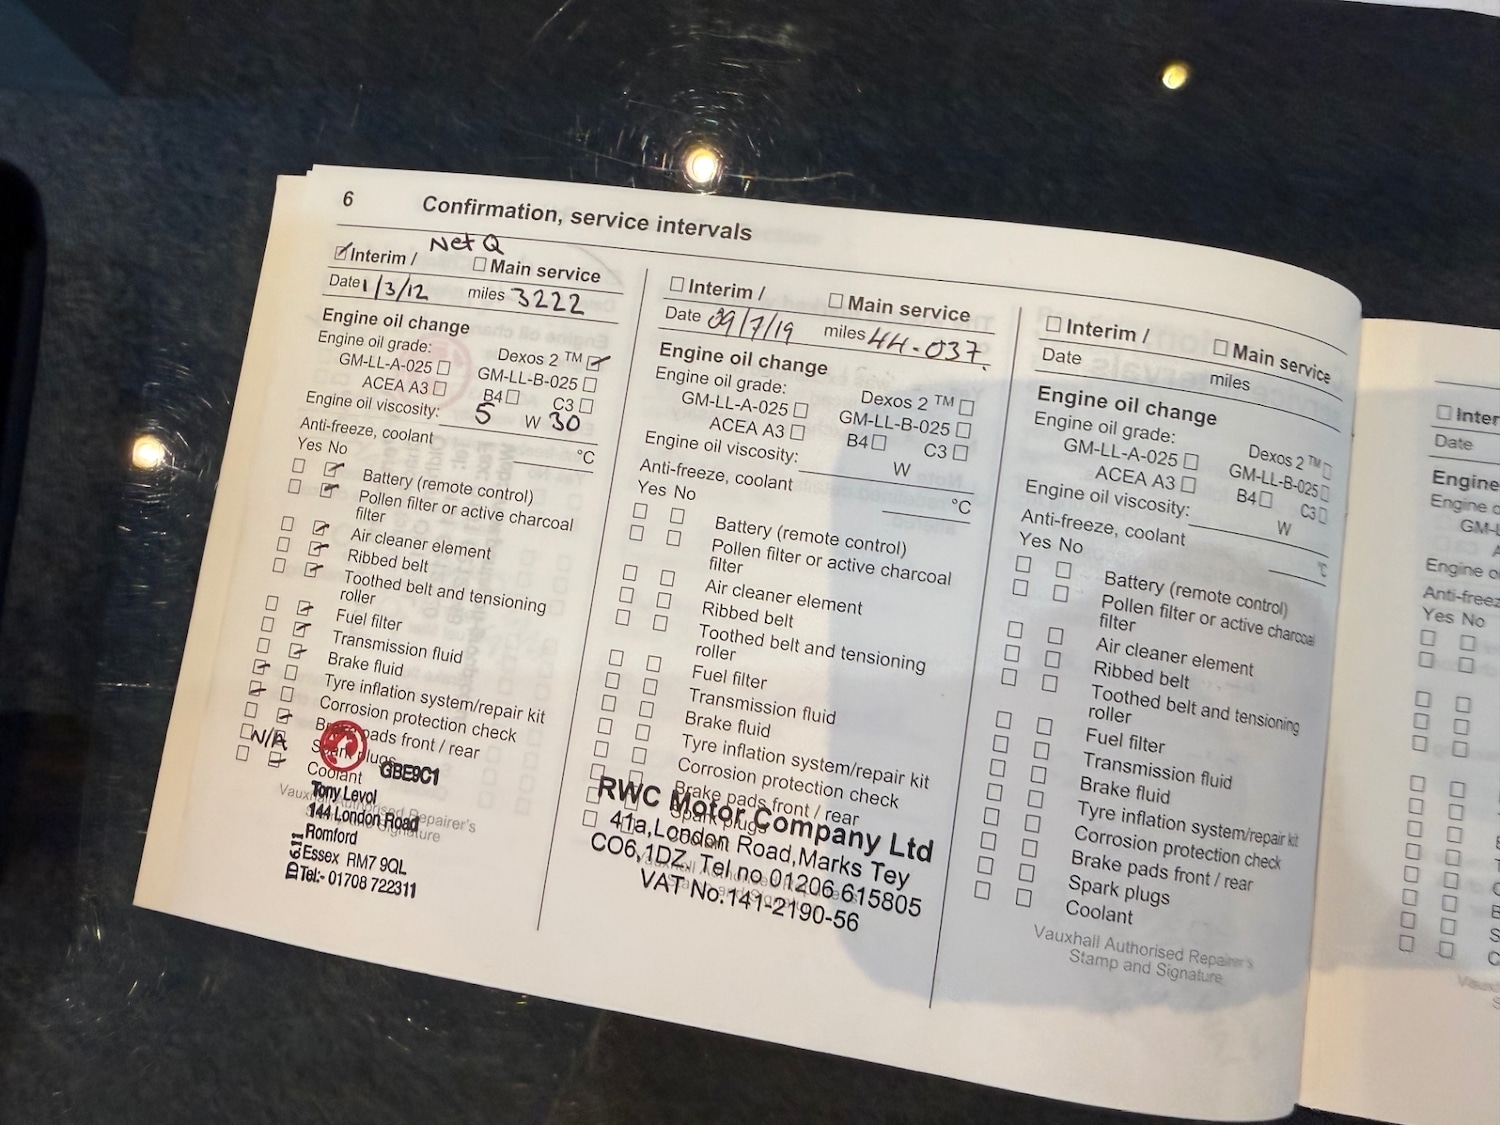 6 Confirmation, service intervals
Net Q
Interim / Main service
Date 1/3/12 miles 3222
Engine oil change
Engine oil grade:
Dexos 2 ™
GM-LL-A-025 GM-LL-B-025
ACEA A3 B4 C3
Engine oil viscosity: 5 W 30
Anti-freeze, coolant °C
Yes No
Battery (remote control)
Pollen filter or active charcoal
filter
Air cleaner element
Ribbed belt
Toothed belt and tensioning
roller
Fuel filter
Transmission fluid
Brake fluid
Tyre inflation system/repair kit
Corrosion protection check
Brake pads front / rear
N/A Spark plugs
Coolant
Vauxhall Authorised Repairer's
Stamp and Signature
GBE9C1
Tony Levoi
144 London Road
Romford
Essex RM7 9QL
Tel:- 01708 722311
Interim / Main service
Date 09/7/19 miles 44-037.
Engine oil change
Engine oil grade:
Dexos 2 ™
GM-LL-A-025 GM-LL-B-025
ACEA A3 B4 C3
Engine oil viscosity: W
Anti-freeze, coolant °C
Yes No
Battery (remote control)
Pollen filter or active charcoal
filter
Air cleaner element
Ribbed belt
Toothed belt and tensioning
roller
Fuel filter
Transmission fluid
Brake fluid
Tyre inflation system/repair kit
Corrosion protection check
Brake pads front / rear
Spark plugs
Coolant
RWC Motor Company Ltd
41a, London Road, Marks Tey
CO6,1DZ. Tel no 01206 615805
VAT No.141-2190-56
Interim / Main service
Date miles
Engine oil change
Engine oil grade:
Dexos 2 ™
GM-LL-A-025 GM-LL-B-025
ACEA A3 B4 C3
Engine oil viscosity: W
Anti-freeze, coolant °C
Yes No
Battery (remote control)
Pollen filter or active charcoal
filter
Air cleaner element
Ribbed belt
Toothed belt and tensioning
roller
Fuel filter
Transmission fluid
Brake fluid
Tyre inflation system/repair kit
Corrosion protection check
Brake pads front / rear
Spark plugs
Coolant
Vauxhall Authorised Repairer's
Stamp and Signature
Inter
Date
Engine
Engine o
GM-L
Engine o
Anti-freez
Yes No